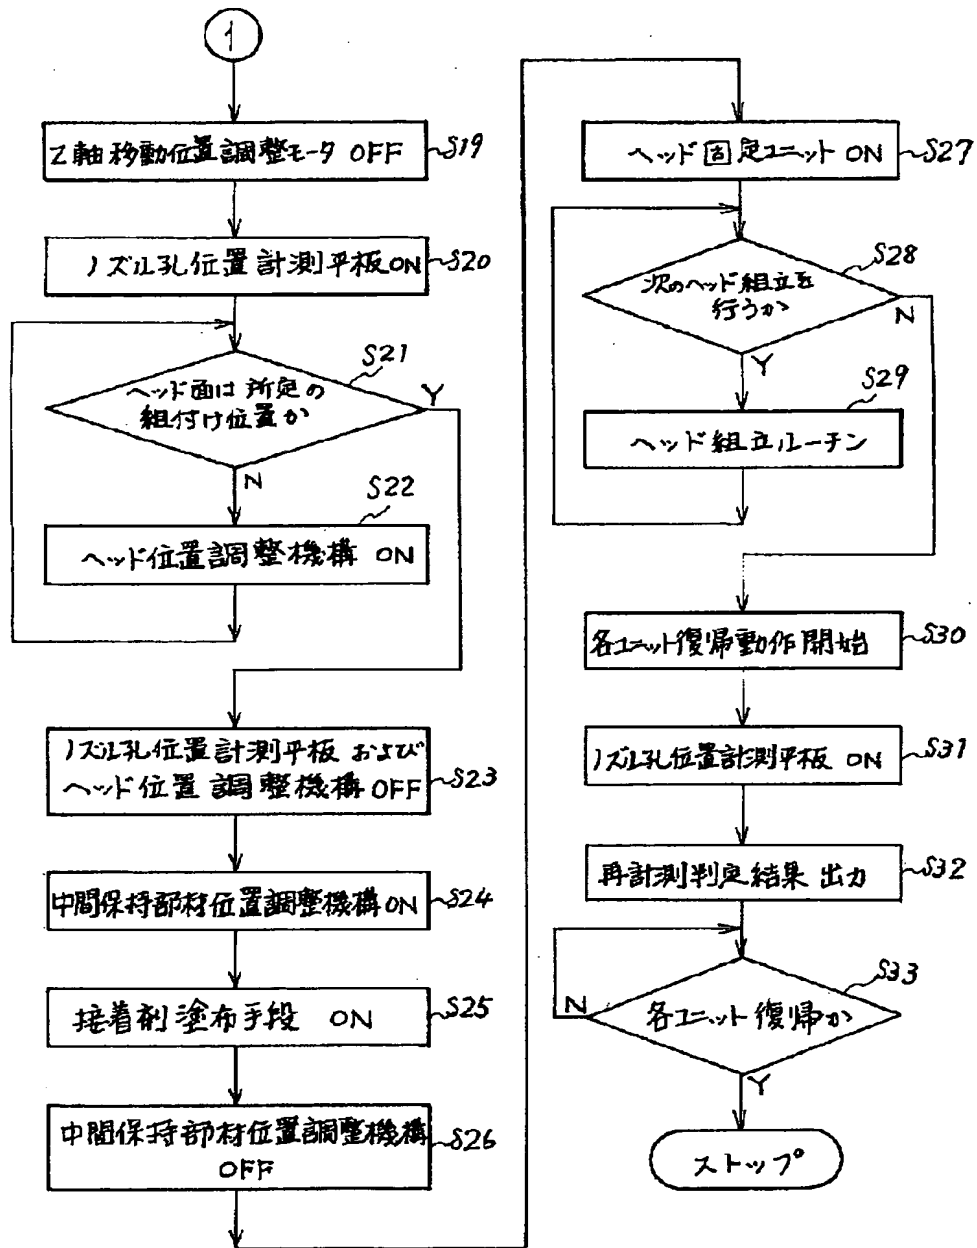 1
Z軸移動位置調整モータ OFF
S19
ノズル孔位置計測平板ON
S20
S21
ヘッド面は所定の
組付け位置か
Y
N
S22
ヘッド位置調整機構 ON
ノズル孔位置計測平板 および
ヘッド位置調整機構OFF
S23
中間保持部材位置調整機構ON
S24
接着剤塗布手段 ON
S25
中間保持部材位置調整機構
OFF
S26
ヘッド固定ユニット ON
S27
S28
次のヘッド組立を
行うか
N
Y
S29
ヘッド組立ルーチン
各ユニット復帰動作開始
S30
ノズル孔位置計測平板 ON
S31
再計測判定結果 出力
S32
S33
各ユニット復帰か
N
Y
ストップ